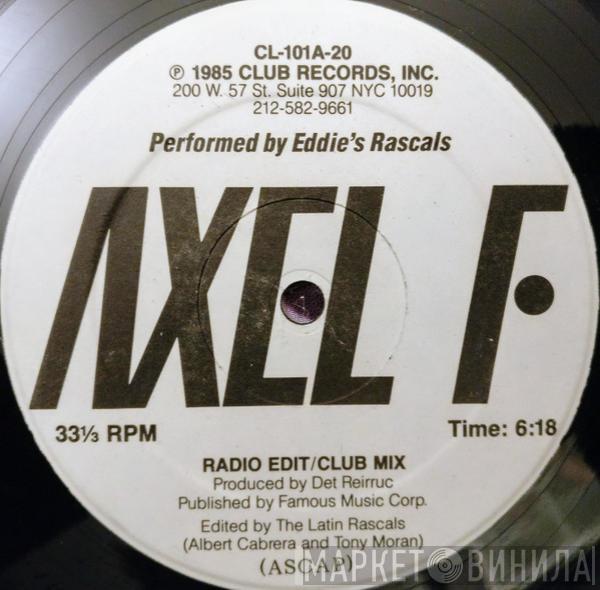 CL-101A-20
℗ 1985 CLUB RECORDS, INC.
200 W. 57 St. Suite 907 NYC 10019
212-582-9661
Performed by Eddie's Rascals
AXEL F
33⅓ RPM
Time: 6:18
RADIO EDIT/CLUB MIX
Produced by Det Reirruc
Published by Famous Music Corp.
Edited by The Latin Rascals
(Albert Cabrera and Tony Moran)
(ASCAP)
МАРКЕТ ВИНИЛА